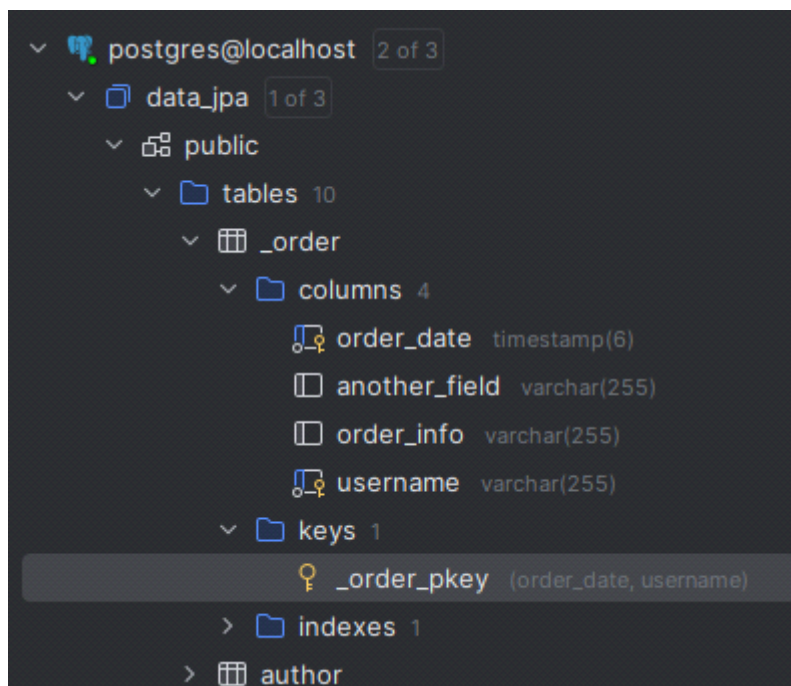 postgres@localhost 2 of 3
data_jpa 1 of 3
public
tables 10
_order
columns 4
order_date timestamp(6)
another_field varchar(255)
order_info varchar(255)
username varchar(255)
keys 1
_order_pkey (order_date, username)
indexes 1
author